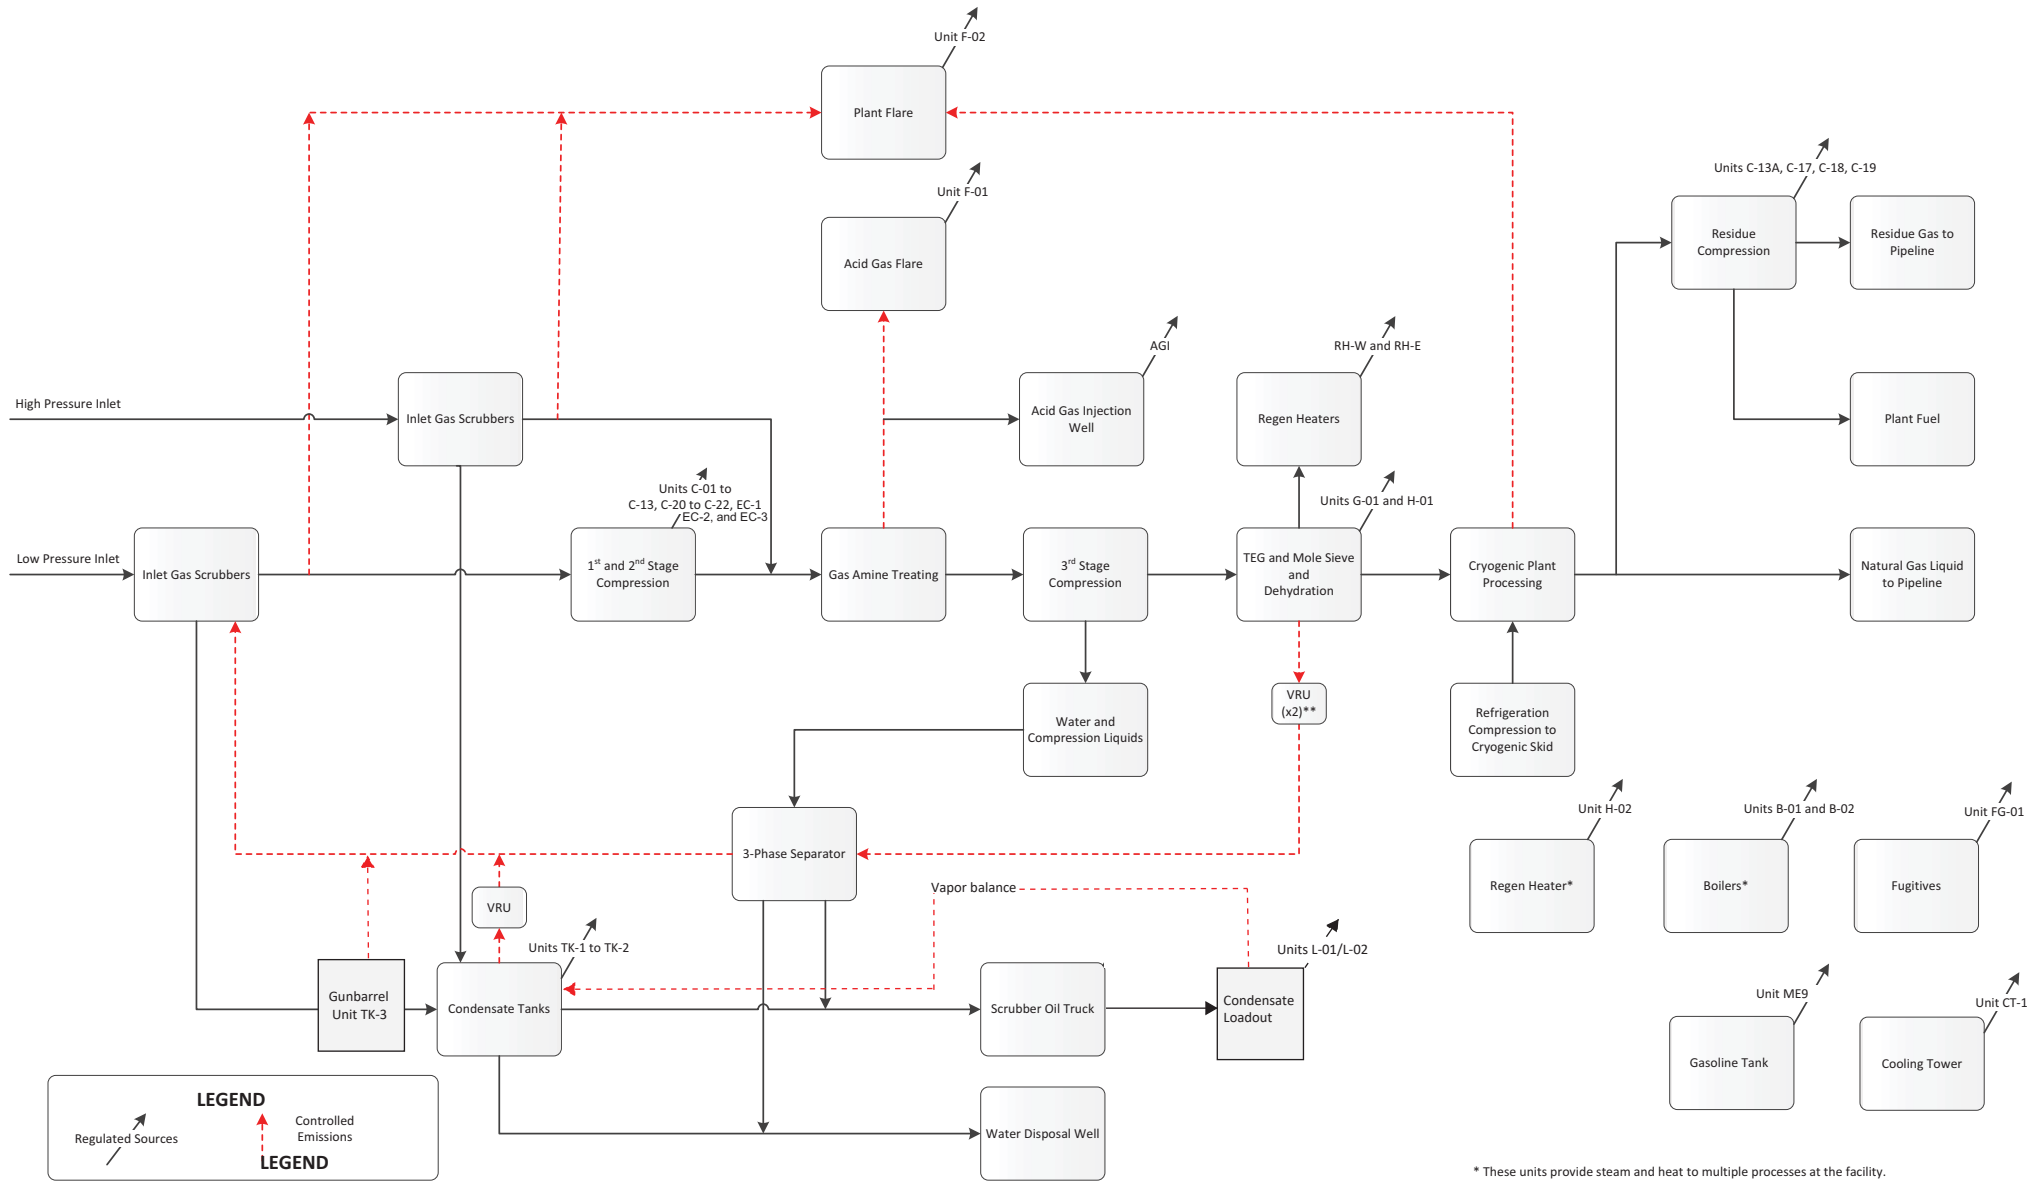 Unit F-02
Plant Flare
Unit F-01
Acid Gas Flare
Units C-13A, C-17, C-18, C-19
Residue
Compression
Residue Gas to
Pipeline
AGI
RH-W and RH-E
High Pressure Inlet
Inlet Gas Scrubbers
Acid Gas Injection
Well
Regen Heaters
Plant Fuel
Units C-01 to
C-13, C-20 to C-22, EC-1
EC-2, and EC-3
Units G-01 and H-01
Low Pressure Inlet
Inlet Gas Scrubbers
1st and 2nd Stage
Compression
Gas Amine Treating
3rd Stage
Compression
TEG and Mole Sieve
and
Dehydration
Cryogenic Plant
Processing
Natural Gas Liquid
to Pipeline
Water and
Compression Liquids
VRU
(x2)**
Refrigeration
Compression to
Cryogenic Skid
Unit H-02
Units B-01 and B-02
Unit FG-01
3-Phase Separator
Regen Heater*
Boilers*
Fugitives
Vapor balance
VRU
Units TK-1 to TK-2
Units L-01/L-02
Gunbarrel
Unit TK-3
Condensate Tanks
Scrubber Oil Truck
Condensate
Loadout
Unit ME9
Unit CT-1
Gasoline Tank
Cooling Tower
LEGEND
Regulated Sources
Controlled
Emissions
LEGEND
Water Disposal Well
* These units provide steam and heat to multiple processes at the facility.